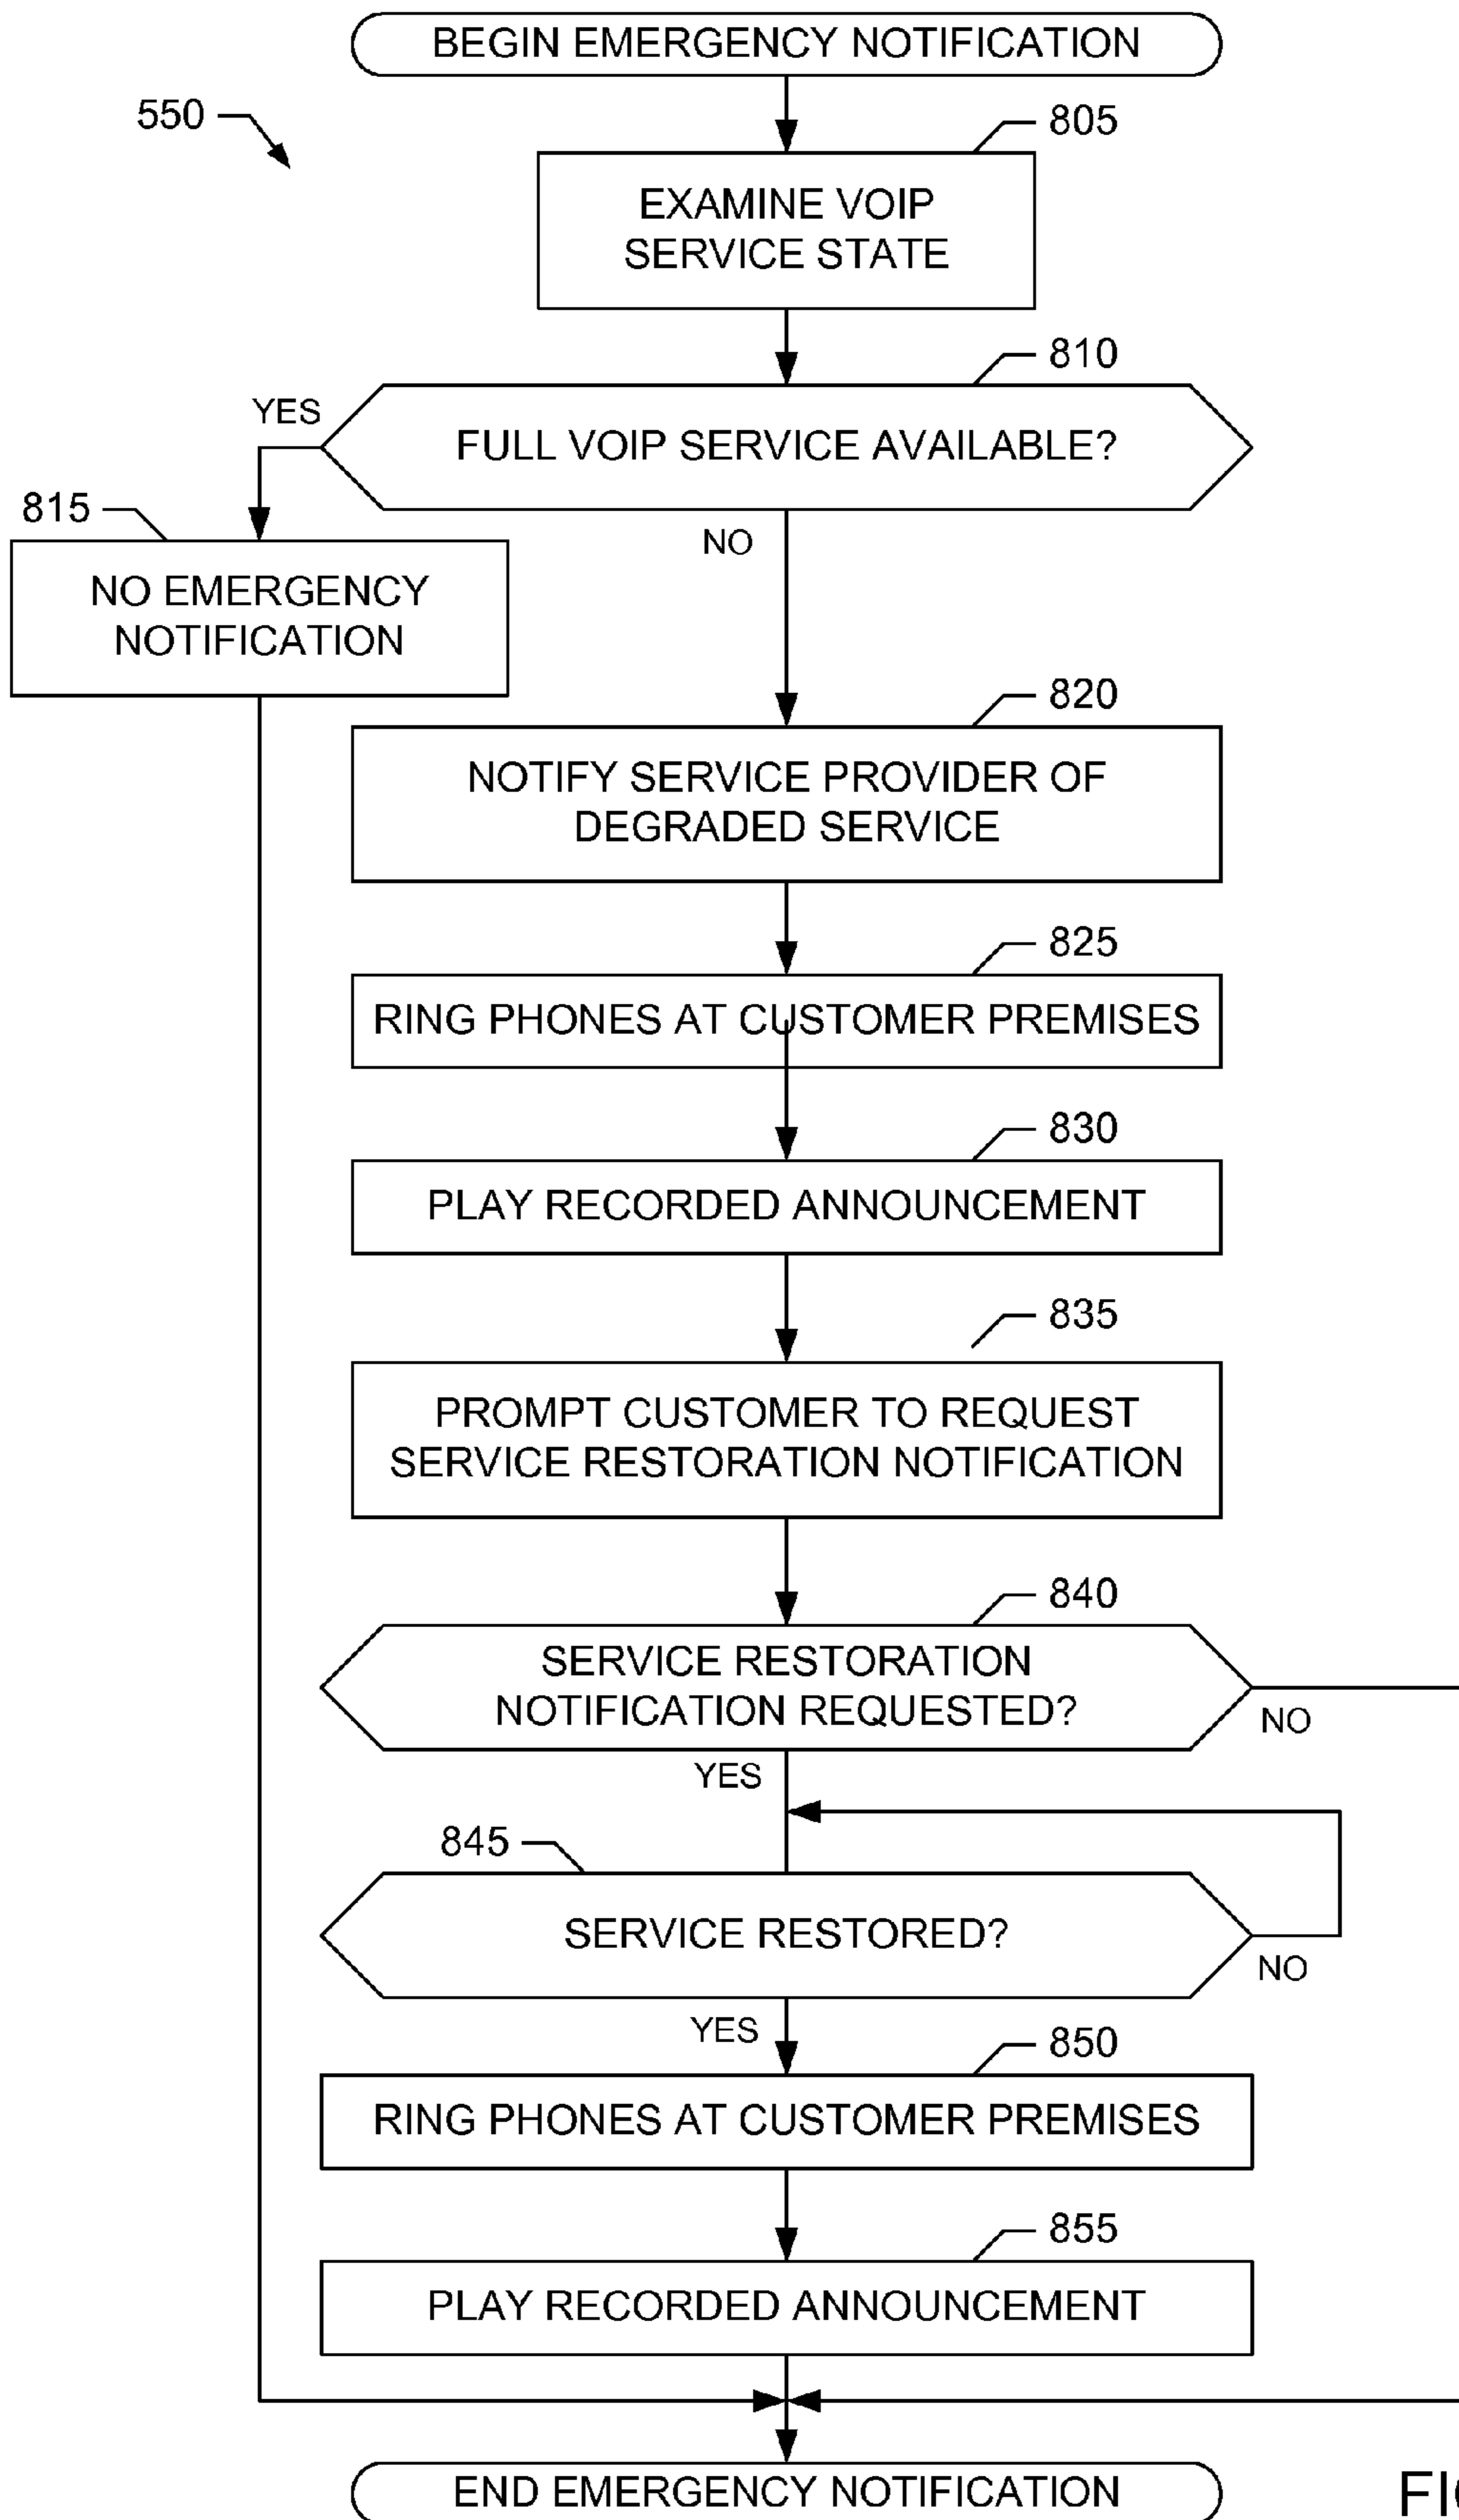 BEGIN EMERGENCY NOTIFICATION
550
805
EXAMINE VOIP
SERVICE STATE
810
YES
FULL VOIP SERVICE AVAILABLE?
815
NO
NO EMERGENCY
NOTIFICATION
820
NOTIFY SERVICE PROVIDER OF
DEGRADED SERVICE
825
RING PHONES AT CUSTOMER PREMISES
830
PLAY RECORDED ANNOUNCEMENT
835
PROMPT CUSTOMER TO REQUEST
SERVICE RESTORATION NOTIFICATION
840
SERVICE RESTORATION
NOTIFICATION REQUESTED?
NO
YES
845
SERVICE RESTORED?
NO
YES
850
RING PHONES AT CUSTOMER PREMISES
855
PLAY RECORDED ANNOUNCEMENT
END EMERGENCY NOTIFICATION